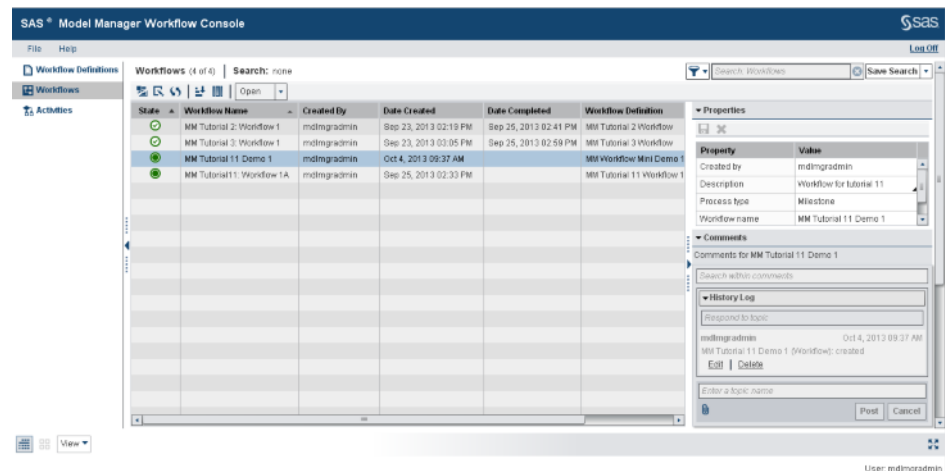 SAS ® Model Manager Workflow Console
sas
File Help Log Off
Workflow Definitions
Workflows
Activities
Workflows (4 of 4) Search: none
Search: Workflows Save Search
Open
State Workflow Name Created By Date Created Date Completed Workflow Definition
MM Tutorial 2: Workflow 1 mdlmgradmin Sep 23, 2013 02:19 PM Sep 25, 2013 02:41 PM MM Tutorial 2 Workflow
MM Tutorial 3: Workflow 1 mdlmgradmin Sep 23, 2013 03:05 PM Sep 25, 2013 02:59 PM MM Tutorial 3 Workflow
MM Tutorial 11 Demo 1 mdlmgradmin Oct 4, 2013 09:37 AM MM Workflow Mini Demo 1
MM Tutorial11: Workflow 1A mdlmgradmin Sep 25, 2013 02:33 PM MM Tutorial 11 Workflow 1
Properties
Property Value
Created by mdlmgradmin
Description Workflow for tutorial 11
Process type Milestone
Workflow name MM Tutorial 11 Demo 1
Comments
Comments for MM Tutorial 11 Demo 1
Search within comments
History Log
Respond to topic
mdlmgradmin Oct 4, 2013 09:37 AM
MM Tutorial 11 Demo 1 (Workflow): created
Edit | Delete
Enter a topic name
Post Cancel
View
User: mdlmgradmin